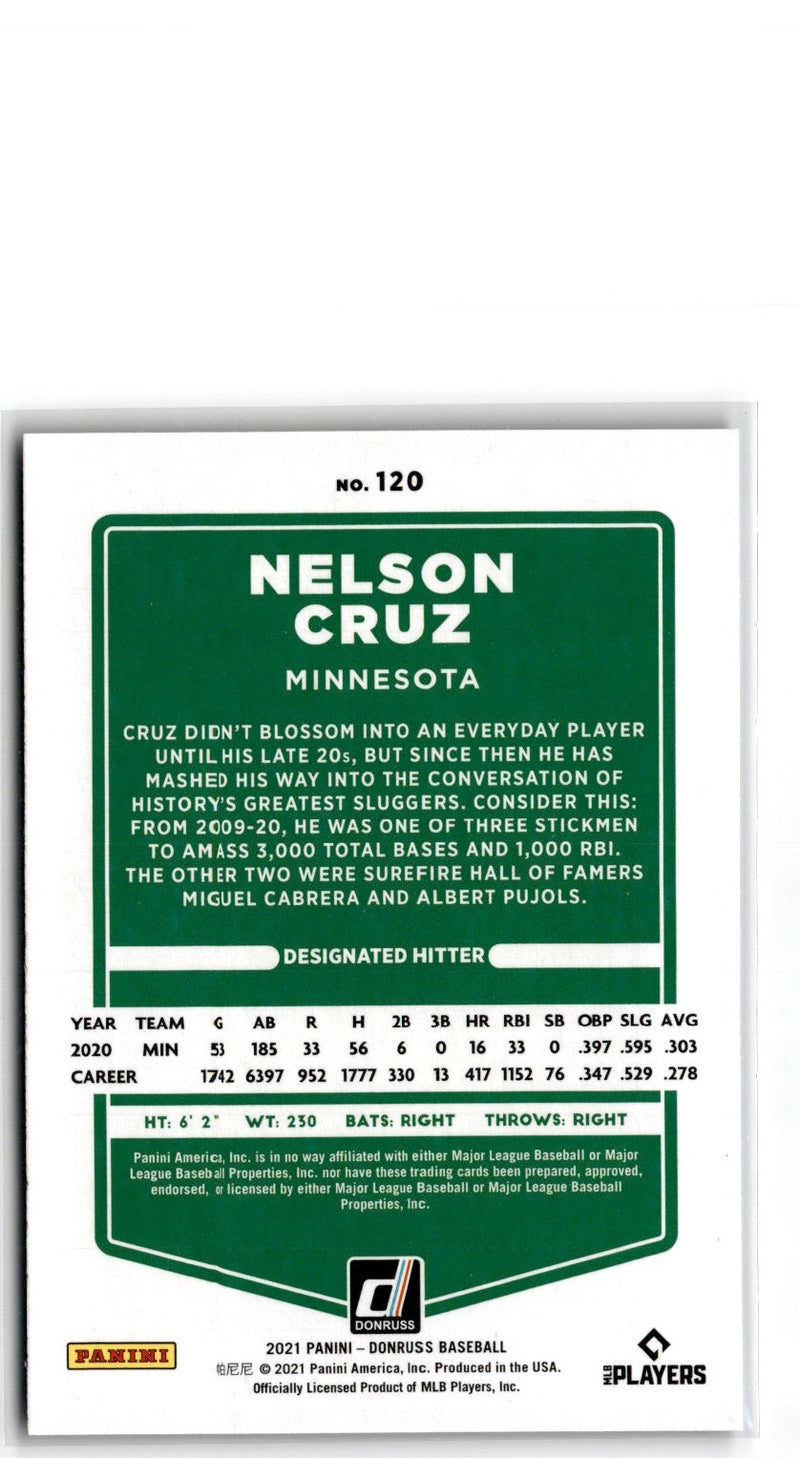 NO. 120
NELSON
CRUZ
MINNESOTA
CRUZ DIDN'T BLOSSOM INTO AN EVERYDAY PLAYER
UNTIL HIS LATE 20s, BUT SINCE THEN HE HAS
MASHED HIS WAY INTO THE CONVERSATION OF
HISTORY'S GREATEST SLUGGERS. CONSIDER THIS:
FROM 2009-20, HE WAS ONE OF THREE STICKMEN
TO AMASS 3,000 TOTAL BASES AND 1,000 RBI.
THE OTHER TWO WERE SUREFIRE HALL OF FAMERS
MIGUEL CABRERA AND ALBERT PUJOLS.
DESIGNATED HITTER
YEAR TEAM G AB R H 2B 3B HR RBI SB OBP SLG AVG
2020 MIN 53 185 33 56 6 0 16 33 0 .397 .595 .303
CAREER 1742 6397 952 1777 330 13 417 1152 76 .347 .529 .278
HT: 6' 2" WT: 230 BATS: RIGHT THROWS: RIGHT
Panini America, Inc. is in no way affiliated with either Major League Baseball or Major
League Baseball Properties, Inc. nor have these trading cards been prepared, approved,
endorsed, or licensed by either Major League Baseball or Major League Baseball
Properties, Inc.
DONRUSS
PANINI
2021 PANINI – DONRUSS BASEBALL
帕尼尼 © 2021 Panini America, Inc. Produced in the USA.
Officially Licensed Product of MLB Players, Inc.
MLB PLAYERS